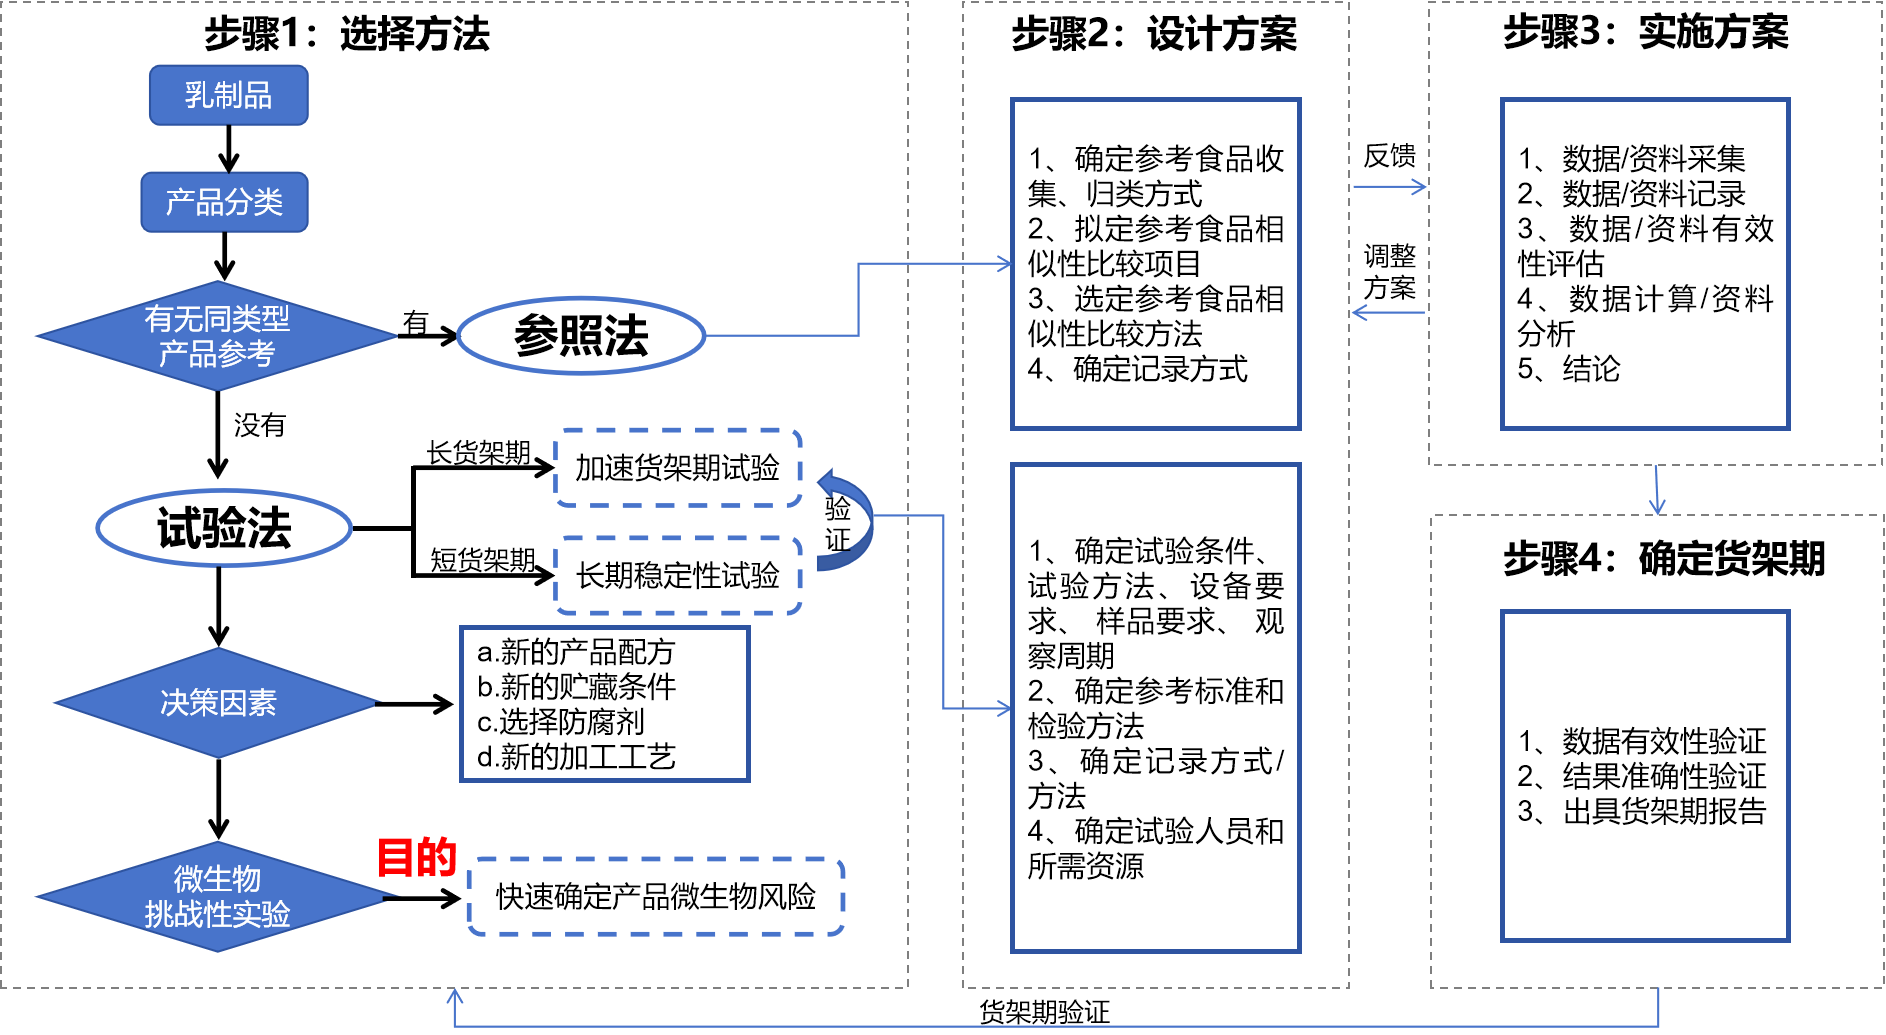 步骤1：选择方法
乳制品
产品分类
有无同类型
产品参考
有
参照法
没有
试验法
长货架期
加速货架期试验
短货架期
长期稳定性试验
验
证
决策因素
a.新的产品配方
b.新的贮藏条件
c.选择防腐剂
d.新的加工工艺
微生物
挑战性实验
目的
快速确定产品微生物风险
步骤2：设计方案
1、确定参考食品收
集、归类方式
2、拟定参考食品相
似性比较项目
3、选定参考食品相
似性比较方法
4、确定记录方式
1、确定试验条件、
试验方法、设备要
求、 样品要求、 观
察周期
2、确定参考标准和
检验方法
3、确定记录方式/
方法
4、确定试验人员和
所需资源
反馈
调整
方案
步骤3：实施方案
1、数据/资料采集
2、数据/资料记录
3、数据/资料有效
性评估
4、数据计算/资料
分析
5、结论
步骤4：确定货架期
1、数据有效性验证
2、结果准确性验证
3、出具货架期报告
货架期验证